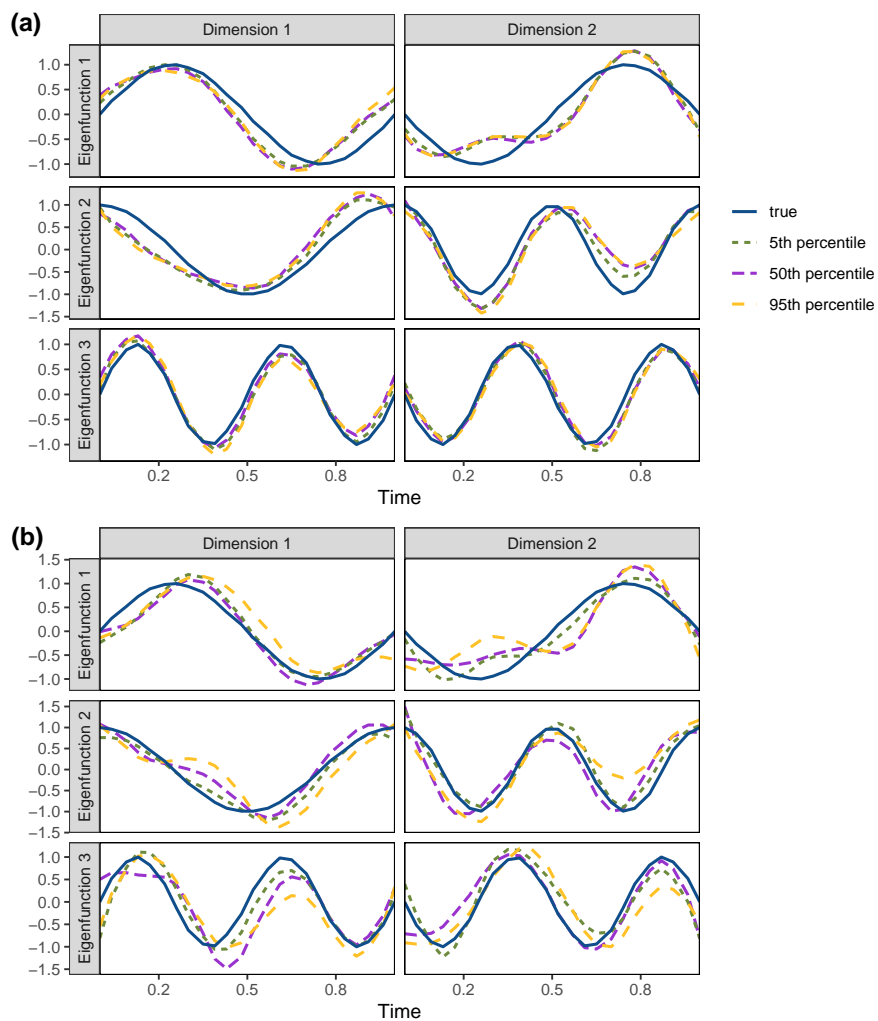 (a)
Dimension 1
Dimension 2
Eigenfunction 1
1.0
0.5
0.0
−0.5
−1.0
Eigenfunction 2
1.0
0.5
0.0
−0.5
−1.0
−1.5
Eigenfunction 3
1.0
0.5
0.0
−0.5
−1.0
0.2 0.5 0.8
0.2 0.5 0.8
Time
true
5th percentile
50th percentile
95th percentile
(b)
Dimension 1
Dimension 2
Eigenfunction 1
1.5
1.0
0.5
0.0
−0.5
−1.0
Eigenfunction 2
1.5
1.0
0.5
0.0
−0.5
−1.0
−1.5
Eigenfunction 3
1.0
0.5
0.0
−0.5
−1.0
−1.5
0.2 0.5 0.8
0.2 0.5 0.8
Time